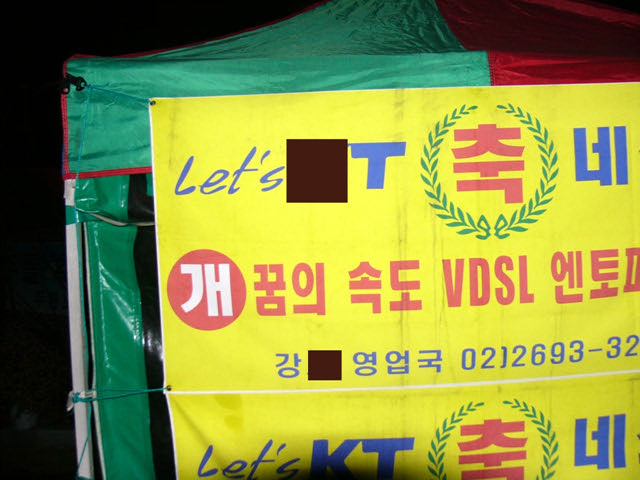 Let's T 축 네
개 꿈의 속도 VDSL 엔토
강 영업국 02)2693-32
Let's KT 축 네